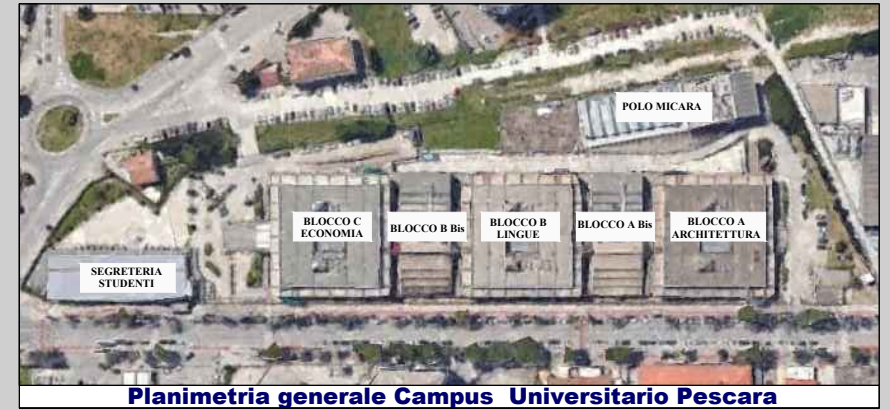 POLO MICARA
BLOCCO C
ECONOMIA
BLOCCO B Bis
BLOCCO B
LINGUE
BLOCCO A Bis
BLOCCO A
ARCHITETTURA
SEGRETERIA
STUDENTI
Planimetria generale Campus Universitario Pescara